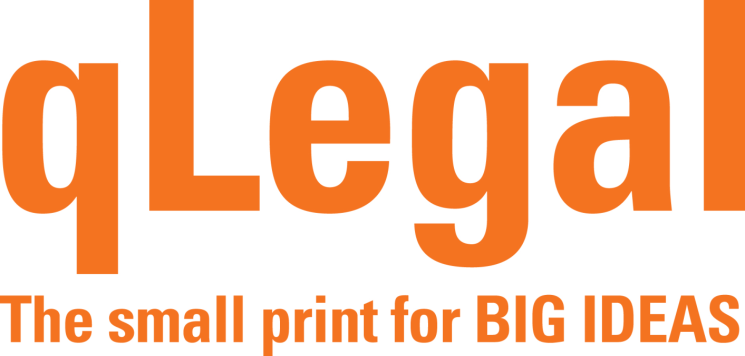 qLegal
The small print for BIG IDEAS